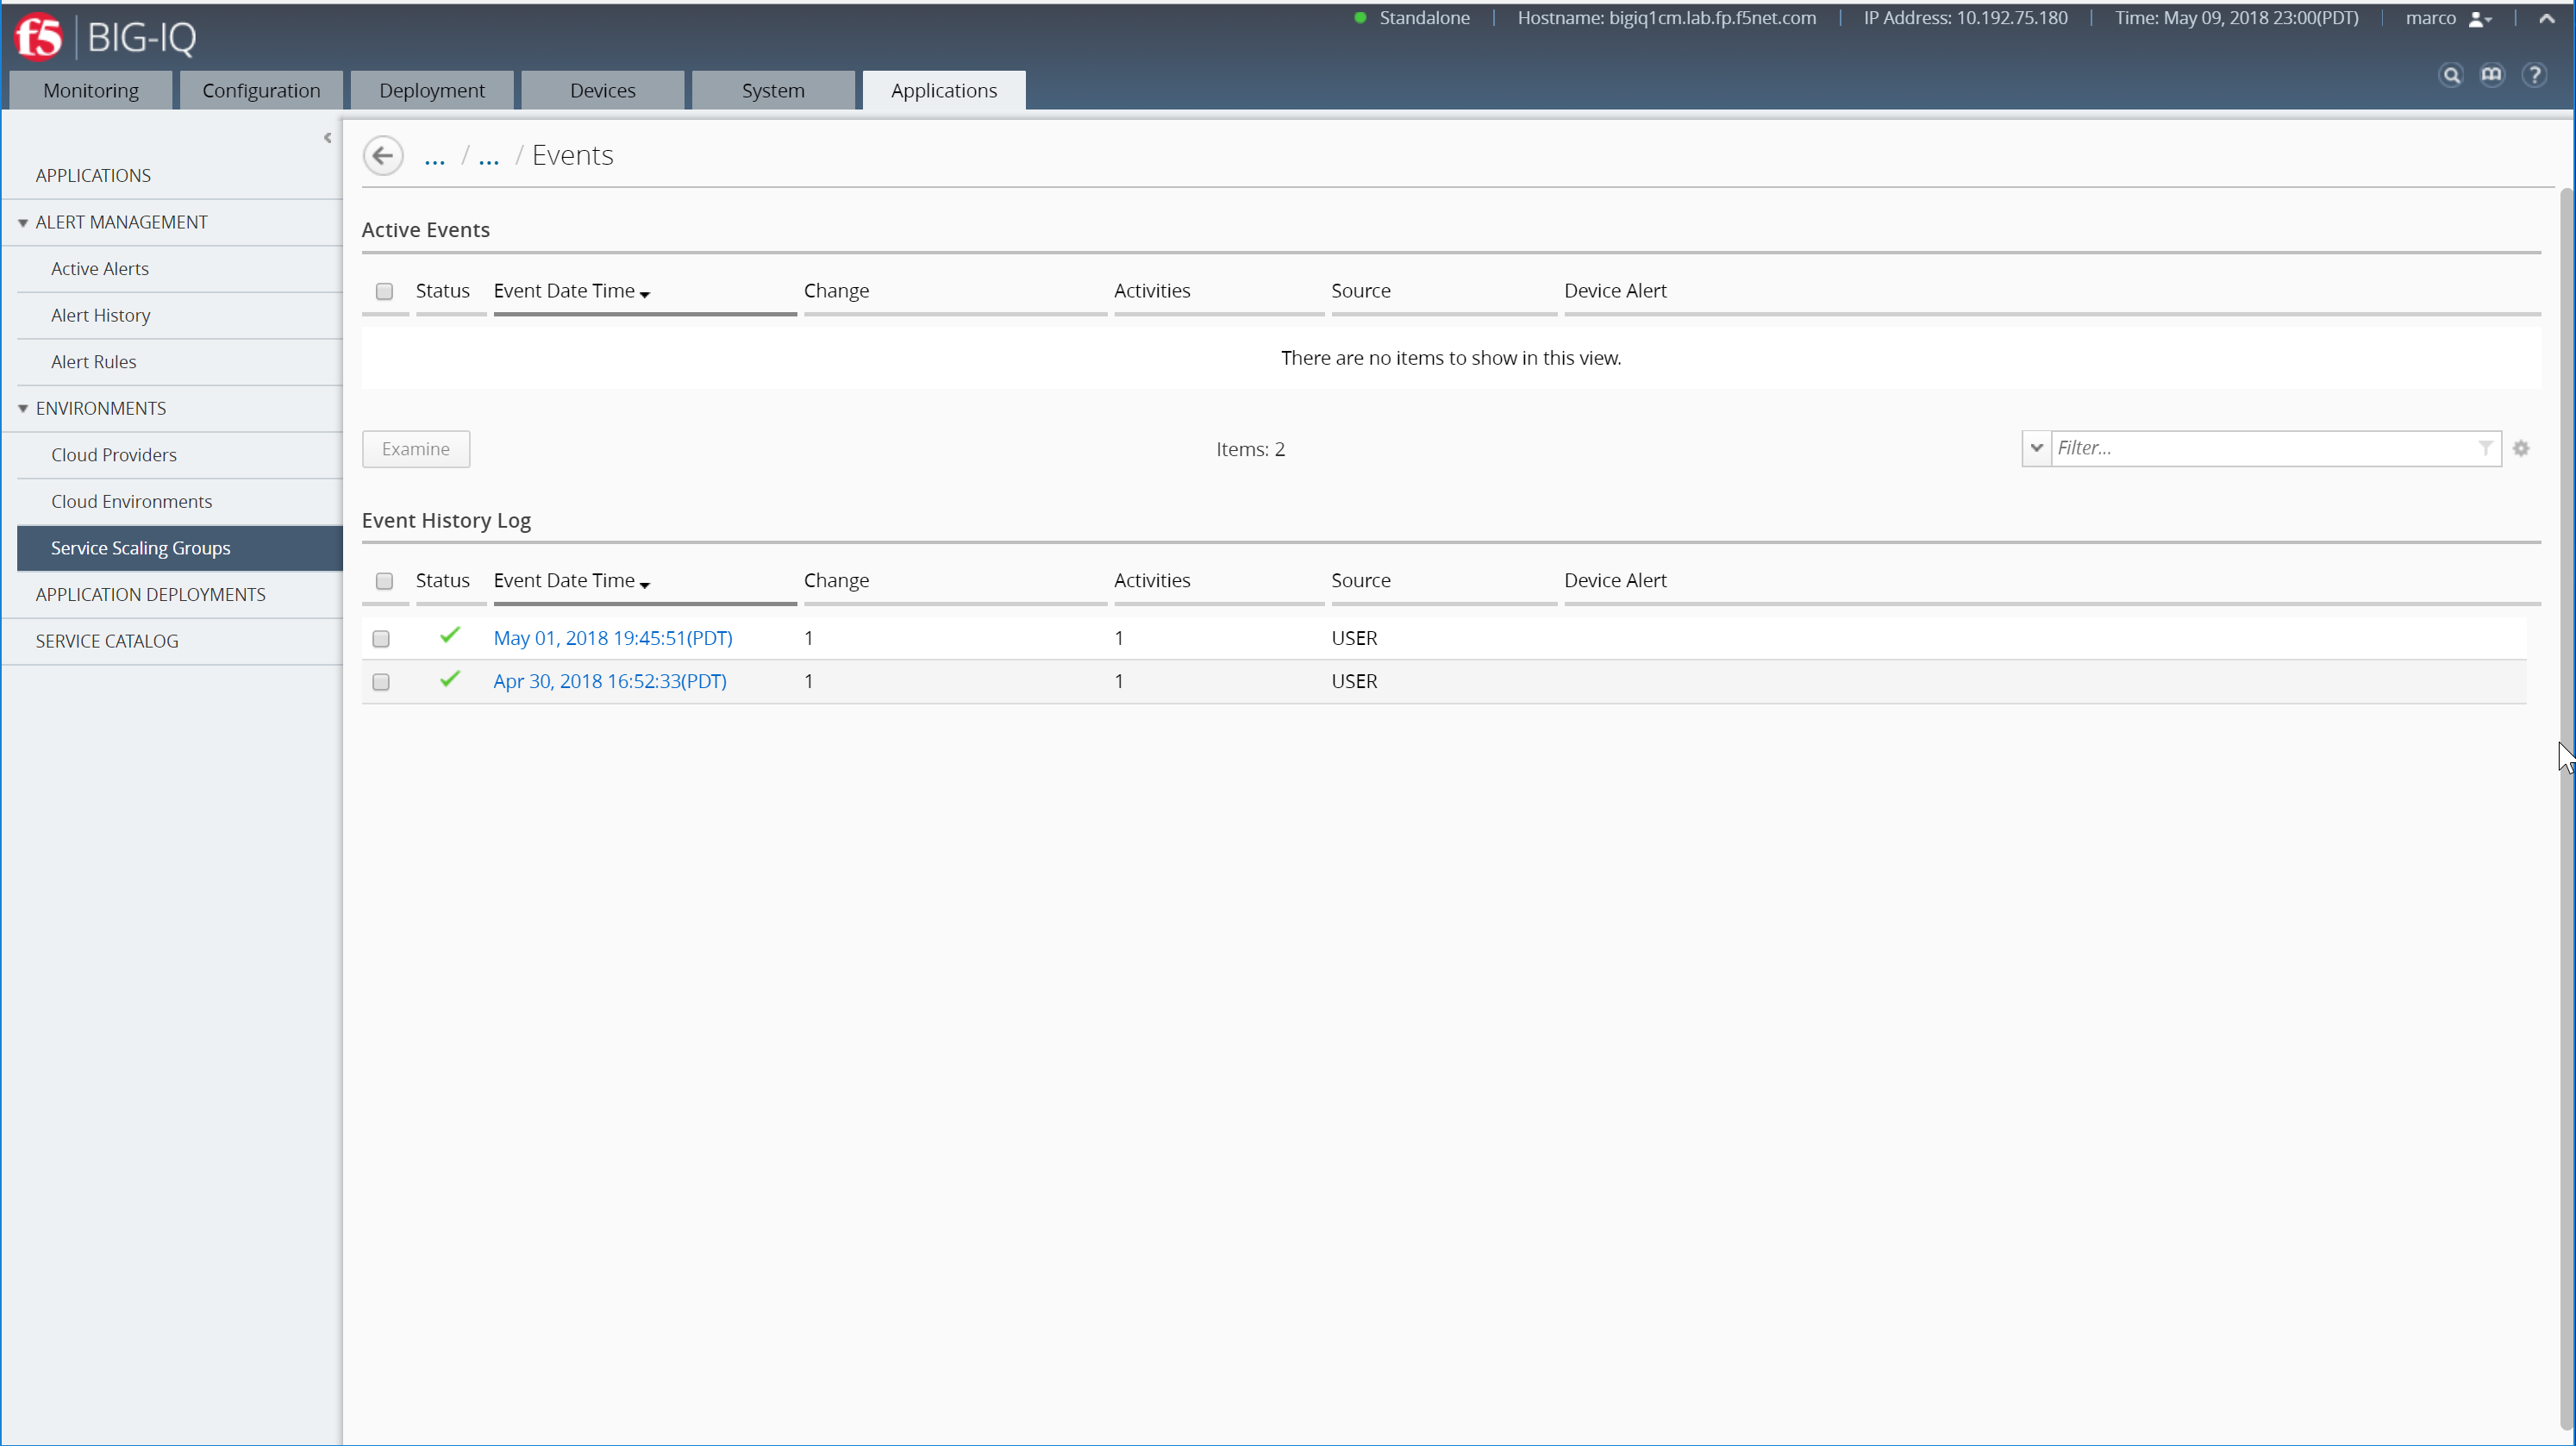 f5 BIG-IQ
Standalone | Hostname: bigiq1cm.lab.fp.f5net.com | IP Address: 10.192.75.180 | Time: May 09, 2018 23:00(PDT) | marco
Monitoring Configuration Deployment Devices System Applications
?
APPLICATIONS
ALERT MANAGEMENT
Active Alerts
Alert History
Alert Rules
ENVIRONMENTS
Cloud Providers
Cloud Environments
Service Scaling Groups
APPLICATION DEPLOYMENTS
SERVICE CATALOG
... / ... / Events
Active Events
Status Event Date Time Change Activities Source Device Alert
There are no items to show in this view.
Examine Items: 2 Filter...
Event History Log
Status Event Date Time Change Activities Source Device Alert
May 01, 2018 19:45:51(PDT) 1 1 USER
Apr 30, 2018 16:52:33(PDT) 1 1 USER